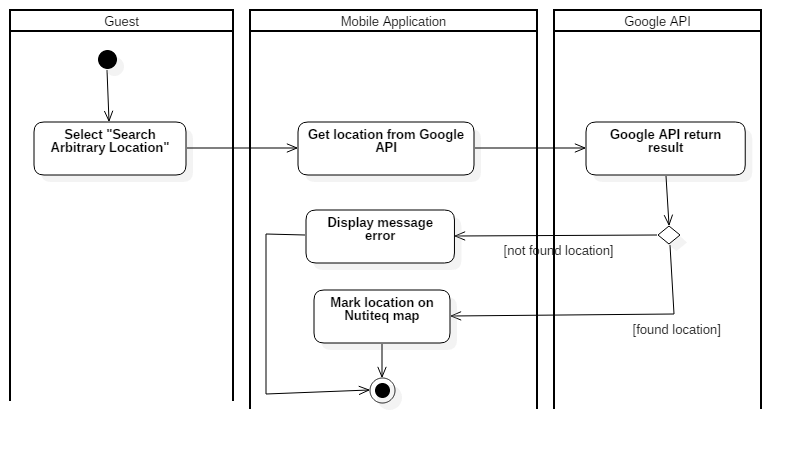 Guest
Mobile Application
Google API
Select "Search
Arbitrary Location"
Get location from Google
API
Google API return
result
Display message
error
[not found location]
Mark location on
Nutiteq map
[found location]